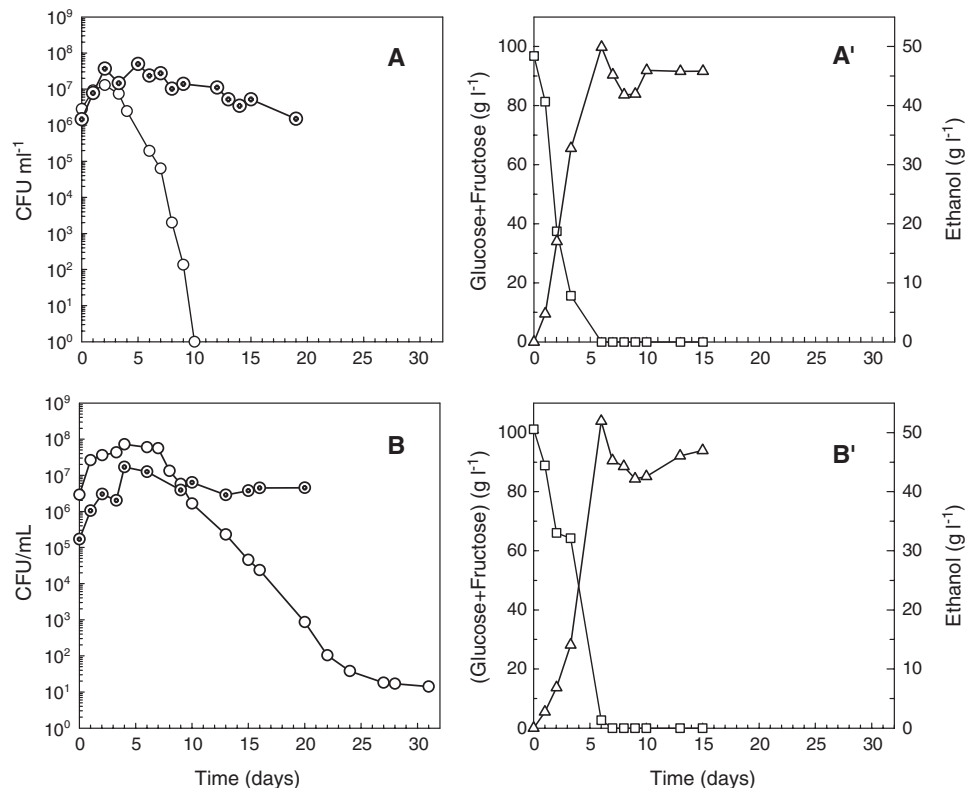 10⁹
10⁸
10⁷
10⁶
10⁵
10⁴
10³
10²
10¹
10⁰
CFU ml⁻¹
A
0 5 10 15 20 25 30
100
80
60
40
20
0
Glucose+Fructose (g l⁻¹)
A'
50
40
30
20
10
0
Ethanol (g l⁻¹)
0 5 10 15 20 25 30
10⁹
10⁸
10⁷
10⁶
10⁵
10⁴
10³
10²
10¹
10⁰
CFU/mL
B
0 5 10 15 20 25 30
Time (days)
100
80
60
40
20
0
(Glucose+Fructose) (g l⁻¹)
B'
50
40
30
20
10
0
Ethanol (g l⁻¹)
0 5 10 15 20 25 30
Time (days)